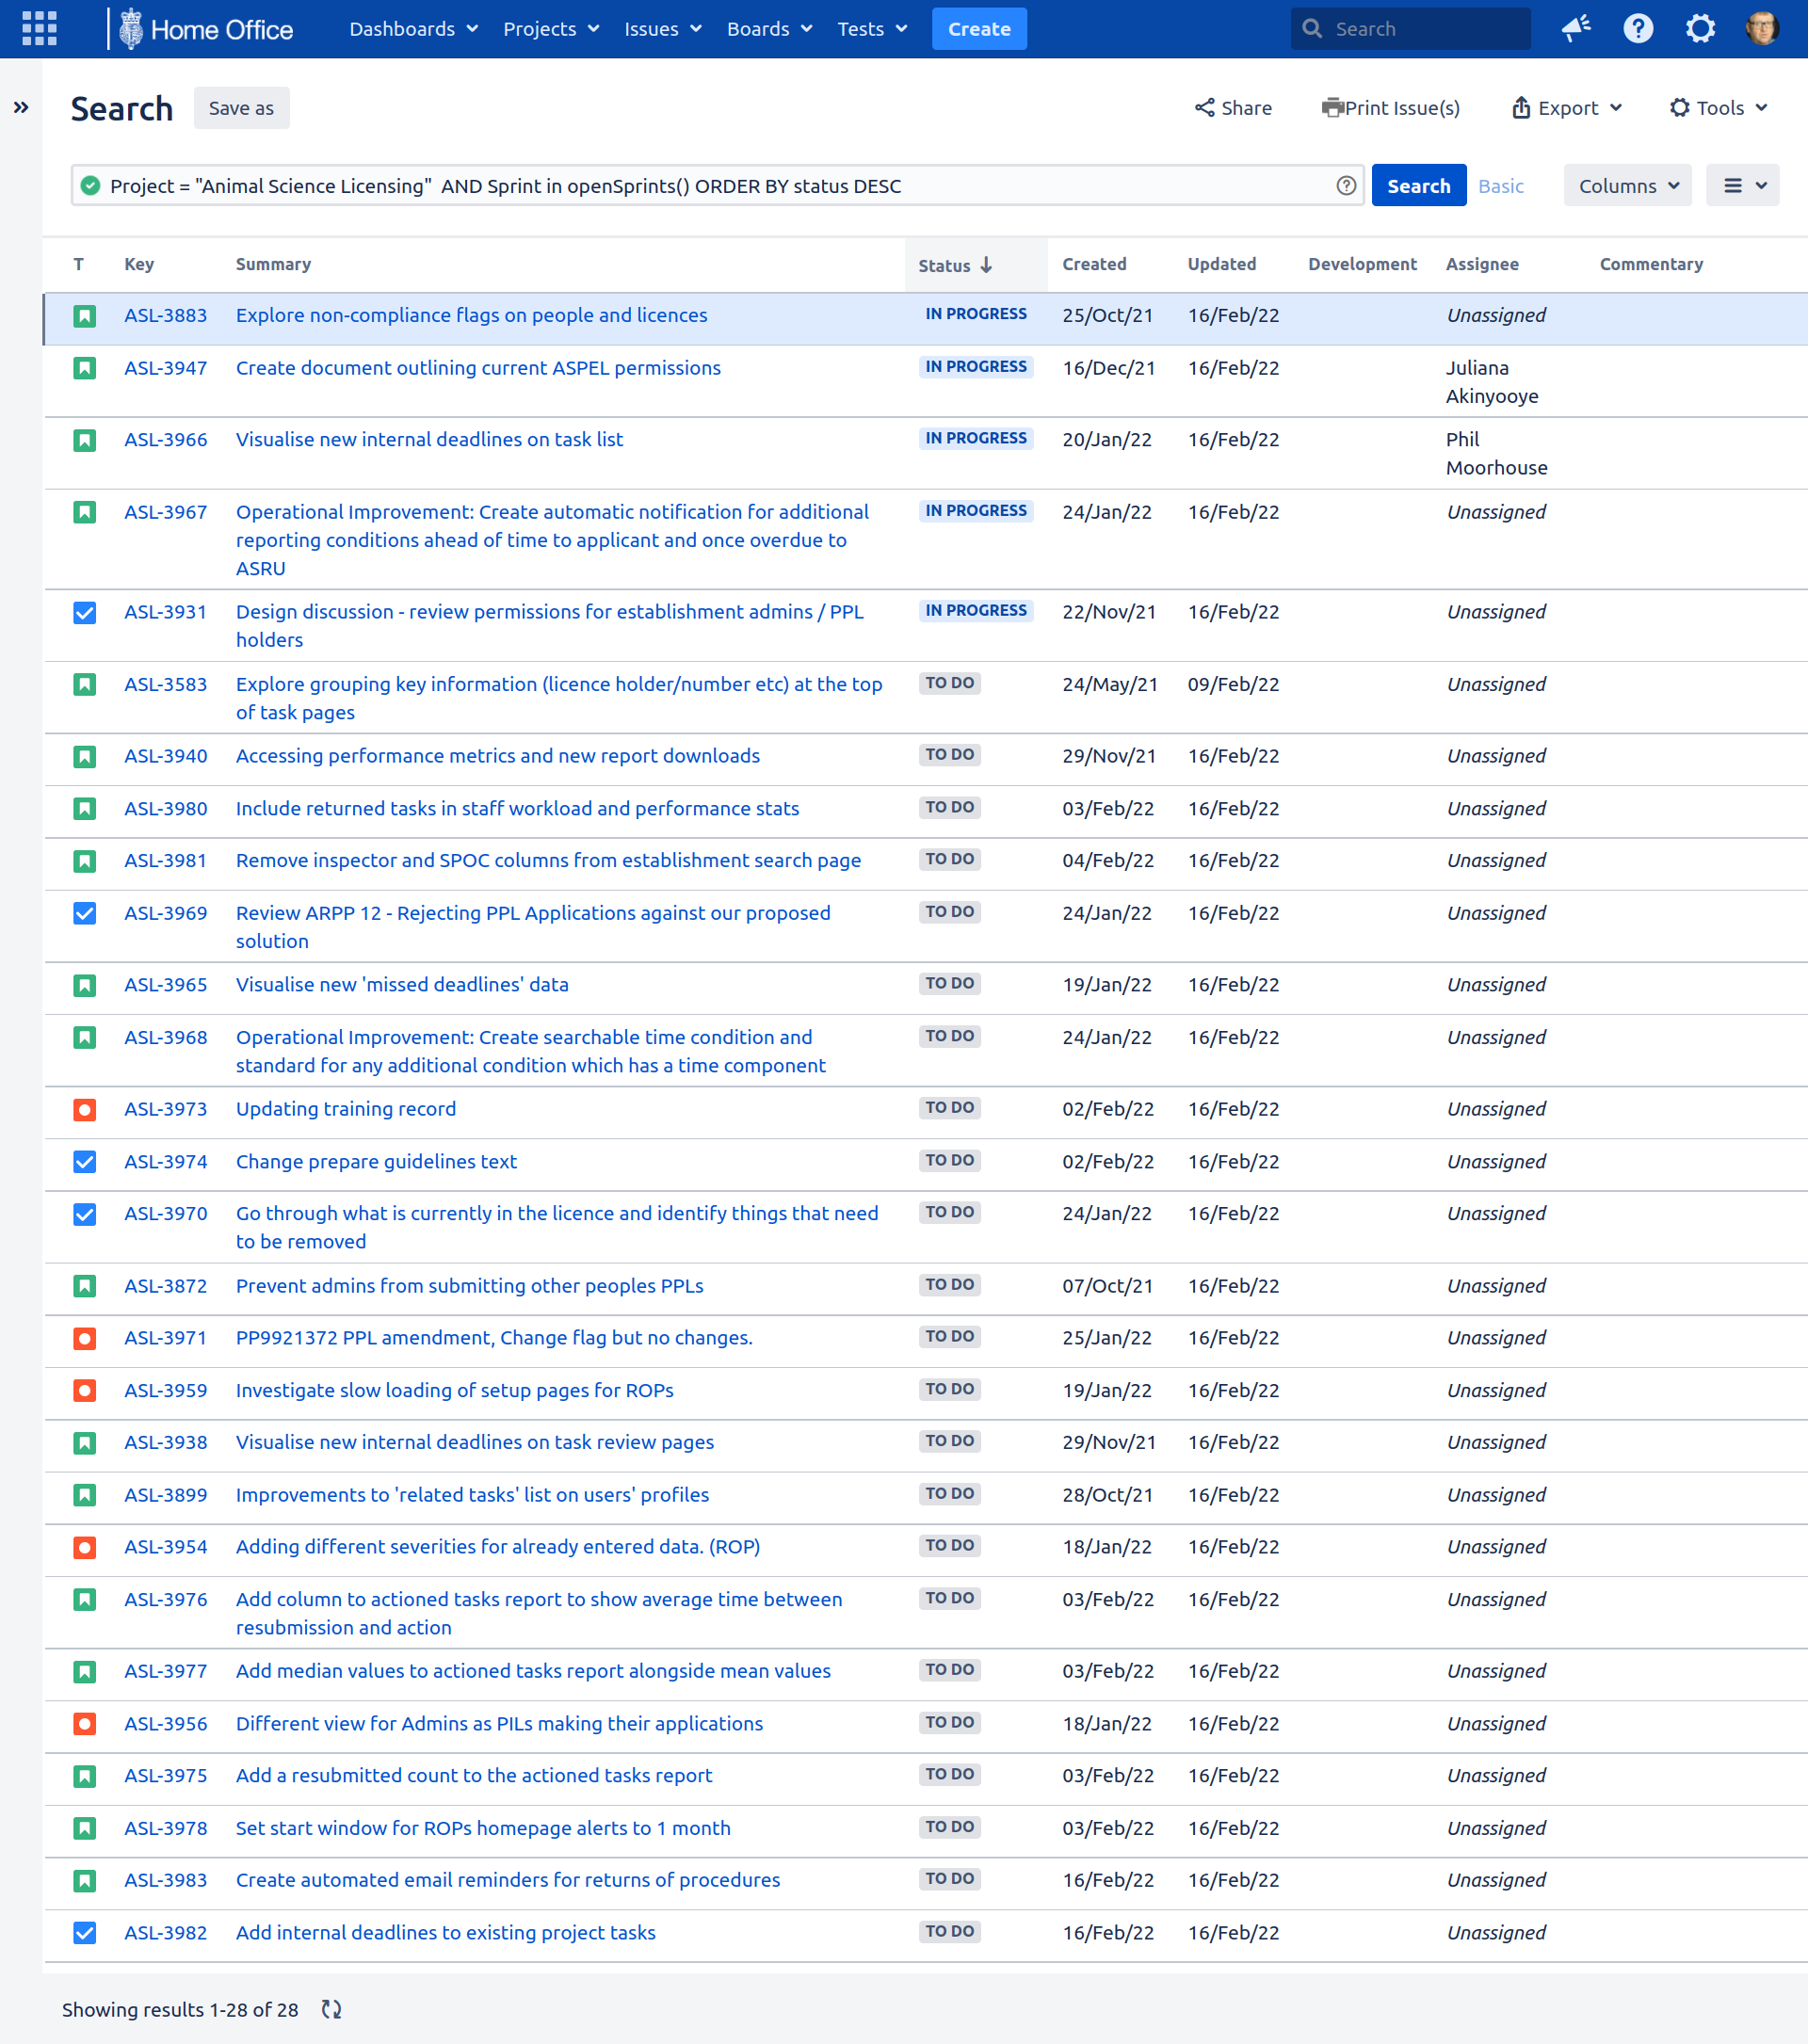 Home Office Dashboards Projects Issues Boards Tests Create Search
Search Save as Share Print Issue(s) Export Tools
Project = "Animal Science Licensing" AND Sprint in openSprints() ORDER BY status DESC Search Basic Columns
T Key Summary Status Created Updated Development Assignee Commentary
ASL-3883 Explore non-compliance flags on people and licences IN PROGRESS 25/Oct/21 16/Feb/22 Unassigned
ASL-3947 Create document outlining current ASPEL permissions IN PROGRESS 16/Dec/21 16/Feb/22 Juliana
Akinyooye
ASL-3966 Visualise new internal deadlines on task list IN PROGRESS 20/Jan/22 16/Feb/22 Phil
Moorhouse
ASL-3967 Operational Improvement: Create automatic notification for additional IN PROGRESS 24/Jan/22 16/Feb/22 Unassigned
reporting conditions ahead of time to applicant and once overdue to
ASRU
ASL-3931 Design discussion - review permissions for establishment admins / PPL IN PROGRESS 22/Nov/21 16/Feb/22 Unassigned
holders
ASL-3583 Explore grouping key information (licence holder/number etc) at the top TO DO 24/May/21 09/Feb/22 Unassigned
of task pages
ASL-3940 Accessing performance metrics and new report downloads TO DO 29/Nov/21 16/Feb/22 Unassigned
ASL-3980 Include returned tasks in staff workload and performance stats TO DO 03/Feb/22 16/Feb/22 Unassigned
ASL-3981 Remove inspector and SPOC columns from establishment search page TO DO 04/Feb/22 16/Feb/22 Unassigned
ASL-3969 Review ARPP 12 - Rejecting PPL Applications against our proposed TO DO 24/Jan/22 16/Feb/22 Unassigned
solution
ASL-3965 Visualise new 'missed deadlines' data TO DO 19/Jan/22 16/Feb/22 Unassigned
ASL-3968 Operational Improvement: Create searchable time condition and TO DO 24/Jan/22 16/Feb/22 Unassigned
standard for any additional condition which has a time component
ASL-3973 Updating training record TO DO 02/Feb/22 16/Feb/22 Unassigned
ASL-3974 Change prepare guidelines text TO DO 02/Feb/22 16/Feb/22 Unassigned
ASL-3970 Go through what is currently in the licence and identify things that need TO DO 24/Jan/22 16/Feb/22 Unassigned
to be removed
ASL-3872 Prevent admins from submitting other peoples PPLs TO DO 07/Oct/21 16/Feb/22 Unassigned
ASL-3971 PP9921372 PPL amendment, Change flag but no changes. TO DO 25/Jan/22 16/Feb/22 Unassigned
ASL-3959 Investigate slow loading of setup pages for ROPs TO DO 19/Jan/22 16/Feb/22 Unassigned
ASL-3938 Visualise new internal deadlines on task review pages TO DO 29/Nov/21 16/Feb/22 Unassigned
ASL-3899 Improvements to 'related tasks' list on users' profiles TO DO 28/Oct/21 16/Feb/22 Unassigned
ASL-3954 Adding different severities for already entered data. (ROP) TO DO 18/Jan/22 16/Feb/22 Unassigned
ASL-3976 Add column to actioned tasks report to show average time between TO DO 03/Feb/22 16/Feb/22 Unassigned
resubmission and action
ASL-3977 Add median values to actioned tasks report alongside mean values TO DO 03/Feb/22 16/Feb/22 Unassigned
ASL-3956 Different view for Admins as PILs making their applications TO DO 18/Jan/22 16/Feb/22 Unassigned
ASL-3975 Add a resubmitted count to the actioned tasks report TO DO 03/Feb/22 16/Feb/22 Unassigned
ASL-3978 Set start window for ROPs homepage alerts to 1 month TO DO 03/Feb/22 16/Feb/22 Unassigned
ASL-3983 Create automated email reminders for returns of procedures TO DO 16/Feb/22 16/Feb/22 Unassigned
ASL-3982 Add internal deadlines to existing project tasks TO DO 16/Feb/22 16/Feb/22 Unassigned
Showing results 1-28 of 28